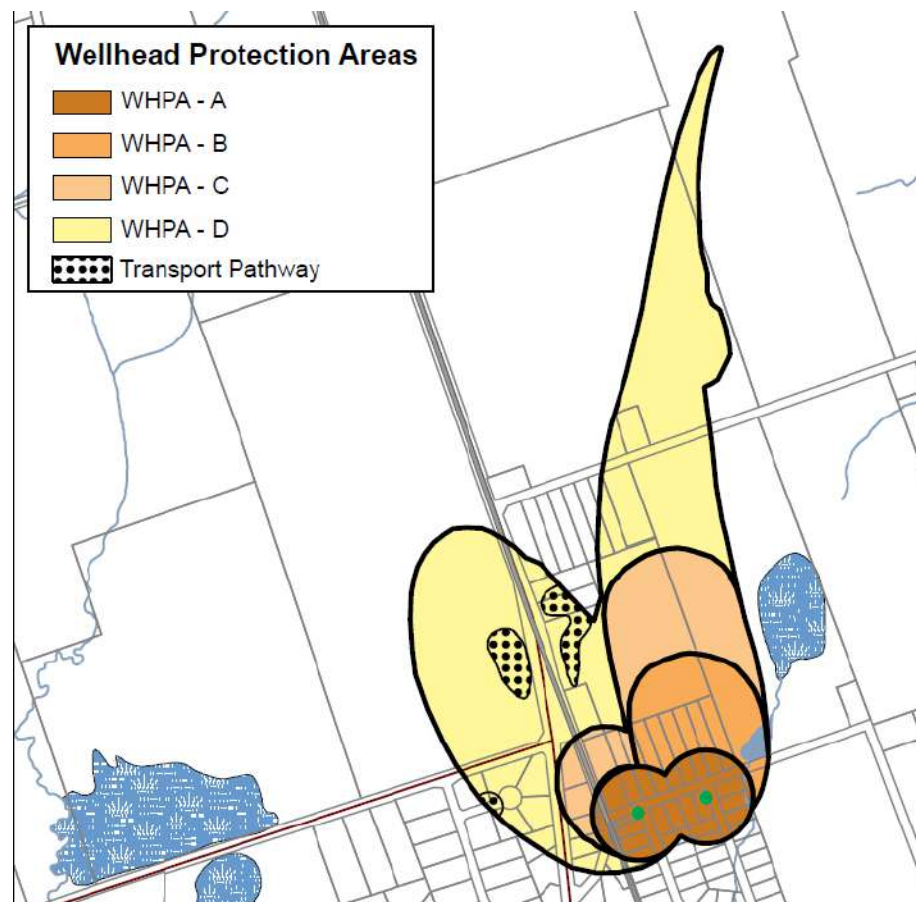 Wellhead Protection Areas
WHPA - A
WHPA - B
WHPA - C
WHPA - D
Transport Pathway